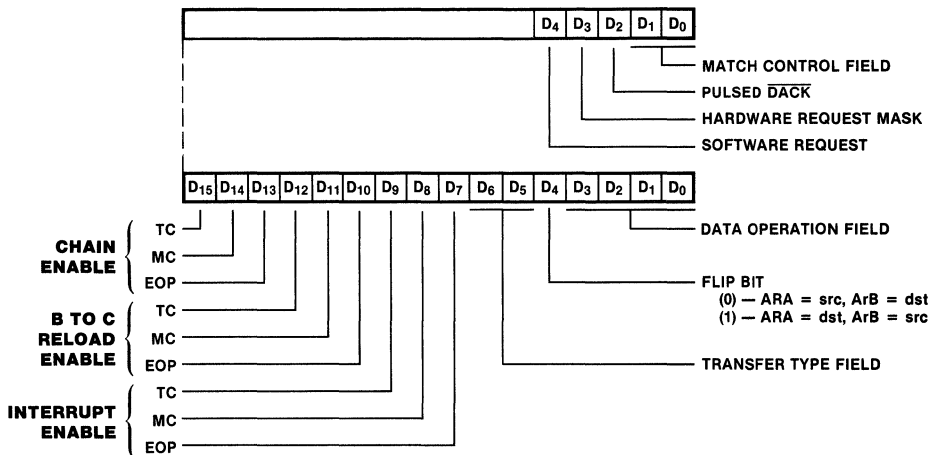 D4 D3 D2 D1 D0
MATCH CONTROL FIELD
PULSED DACK
HARDWARE REQUEST MASK
SOFTWARE REQUEST
D15 D14 D13 D12 D11 D10 D9 D8 D7 D6 D5 D4 D3 D2 D1 D0
DATA OPERATION FIELD
FLIP BIT
(0) — ARA = src, ArB = dst
(1) — ARA = dst, ArB = src
TRANSFER TYPE FIELD
CHAIN
ENABLE
TC
MC
EOP
B TO C
RELOAD
ENABLE
TC
MC
EOP
INTERRUPT
ENABLE
TC
MC
EOP